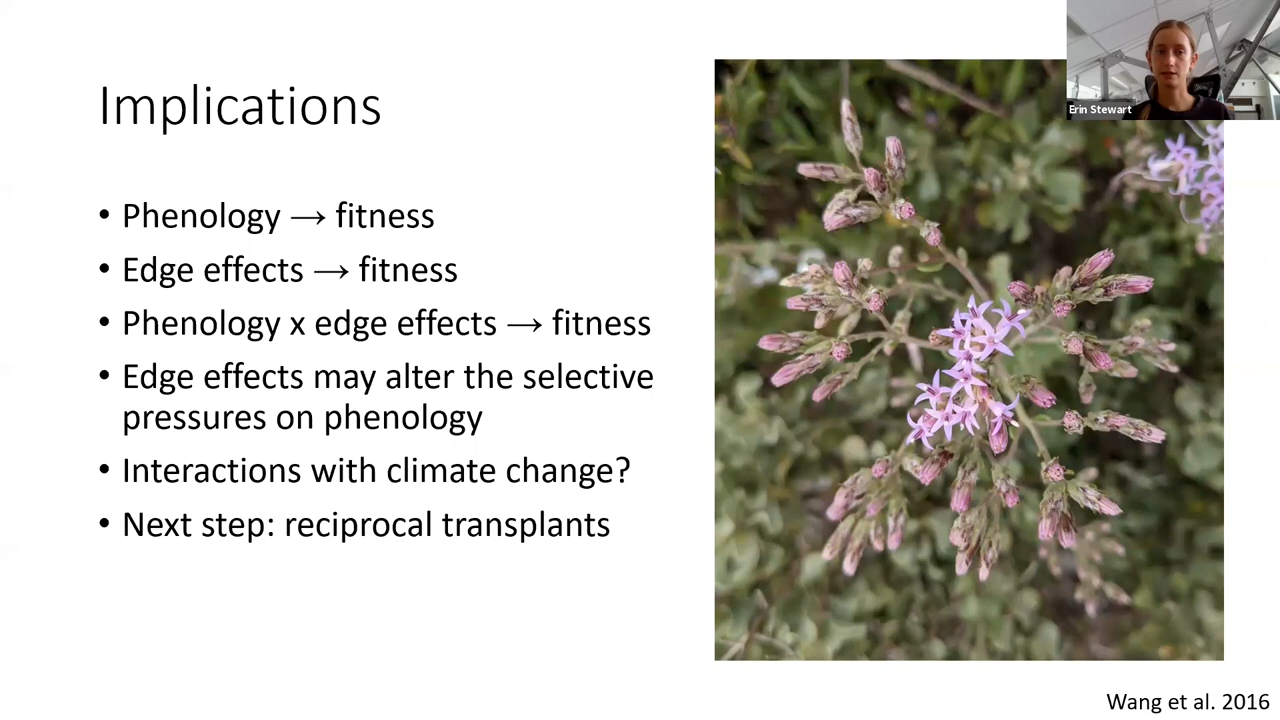 Implications
• Phenology → fitness
• Edge effects → fitness
• Phenology x edge effects → fitness
• Edge effects may alter the selective
pressures on phenology
• Interactions with climate change?
• Next step: reciprocal transplants
Erin Stewart
Wang et al. 2016